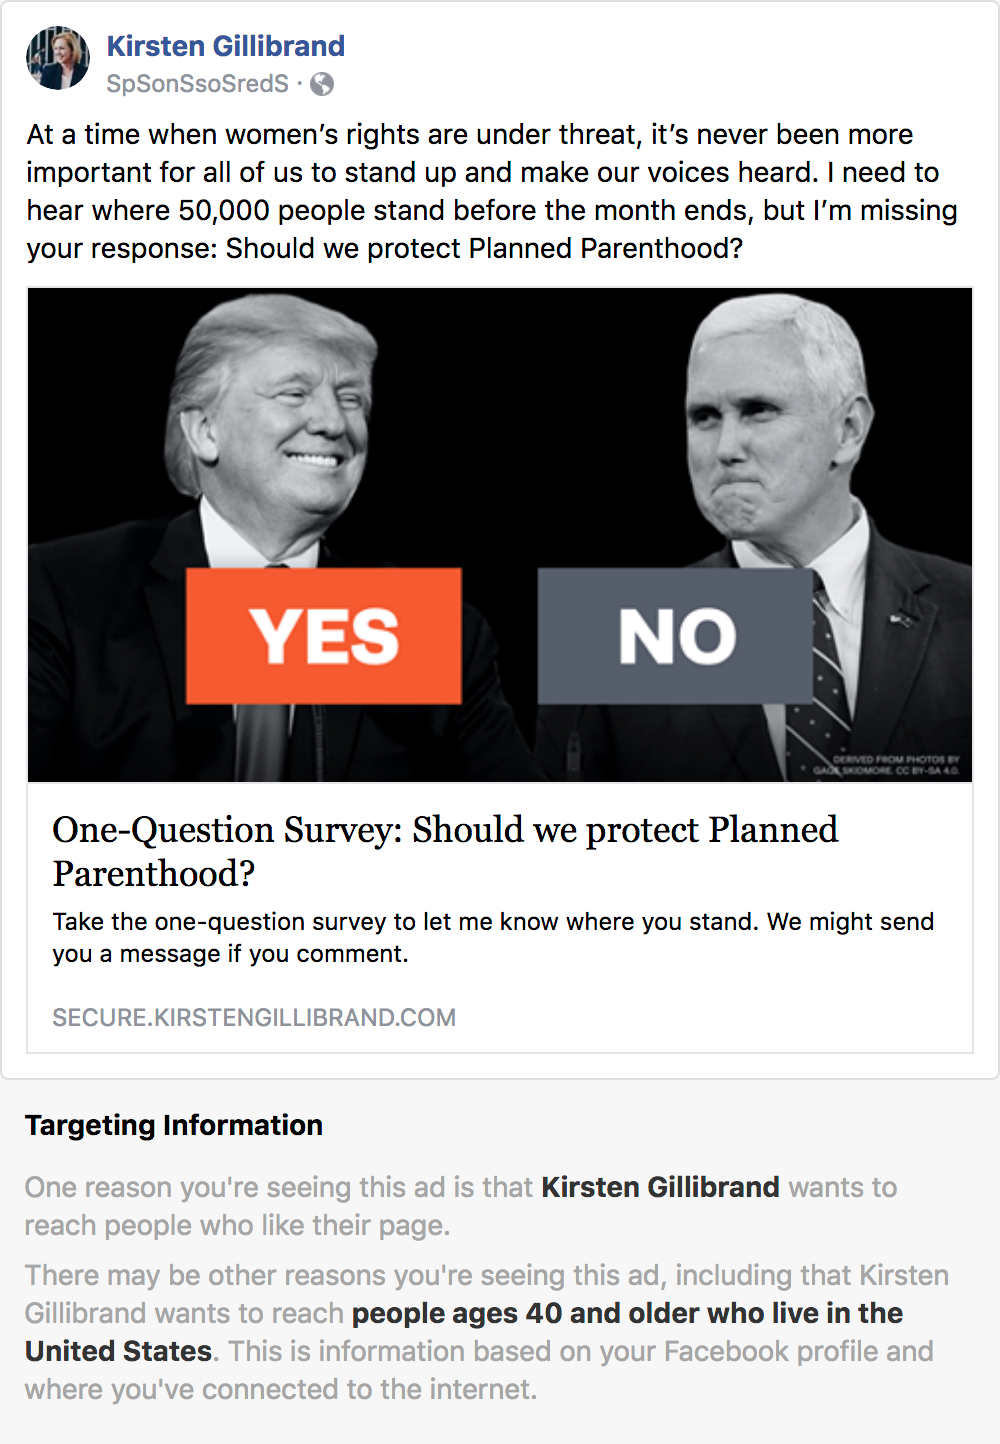 Kirsten Gillibrand
SpSonSsoSredS ·
At a time when women’s rights are under threat, it’s never been more
important for all of us to stand up and make our voices heard. I need to
hear where 50,000 people stand before the month ends, but I’m missing
your response: Should we protect Planned Parenthood?
YES NO
DERIVED FROM PHOTOS BY
GAGE SKIDMORE. CC BY-SA 4.0.
One-Question Survey: Should we protect Planned
Parenthood?
Take the one-question survey to let me know where you stand. We might send
you a message if you comment.
SECURE.KIRSTENGILLIBRAND.COM
Targeting Information
One reason you're seeing this ad is that Kirsten Gillibrand wants to
reach people who like their page.
There may be other reasons you're seeing this ad, including that Kirsten
Gillibrand wants to reach people ages 40 and older who live in the
United States. This is information based on your Facebook profile and
where you've connected to the internet.